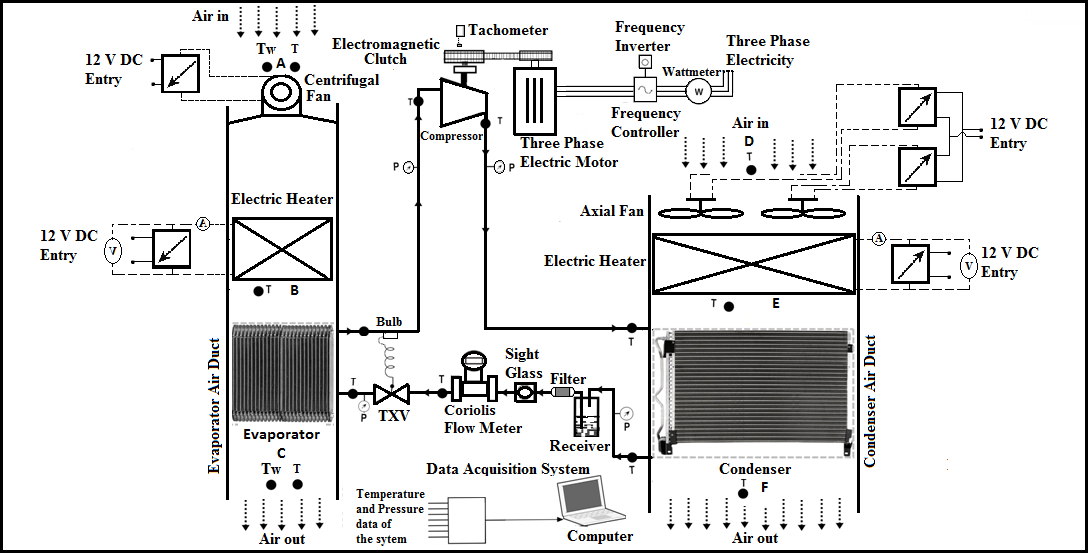 Air in
Tw T
A
12 V DC
Entry
Centrifugal
Fan
Electromagnetic
Clutch
Tachometer
Frequency
Inverter
Three Phase
Electricity
Wattmeter
W
Frequency
Controller
T
Compressor
T
Three Phase
Electric Motor
P
P
Air in
D
T
12 V DC
Entry
Electric Heater
A
12 V DC
Entry
V
T B
Axial Fan
Electric Heater
A
12 V DC
Entry
V
T E
Evaporator Air Duct
Bulb
T
T
P
TXV
T
Coriolis
Flow Meter
Sight
Glass
Filter
Receiver
P
T
Condenser Air Duct
Evaporator
C
Tw T
Air out
Condenser
T F
Air out
Data Acquisition System
Temperature
and Pressure
data of
the sytem
Computer